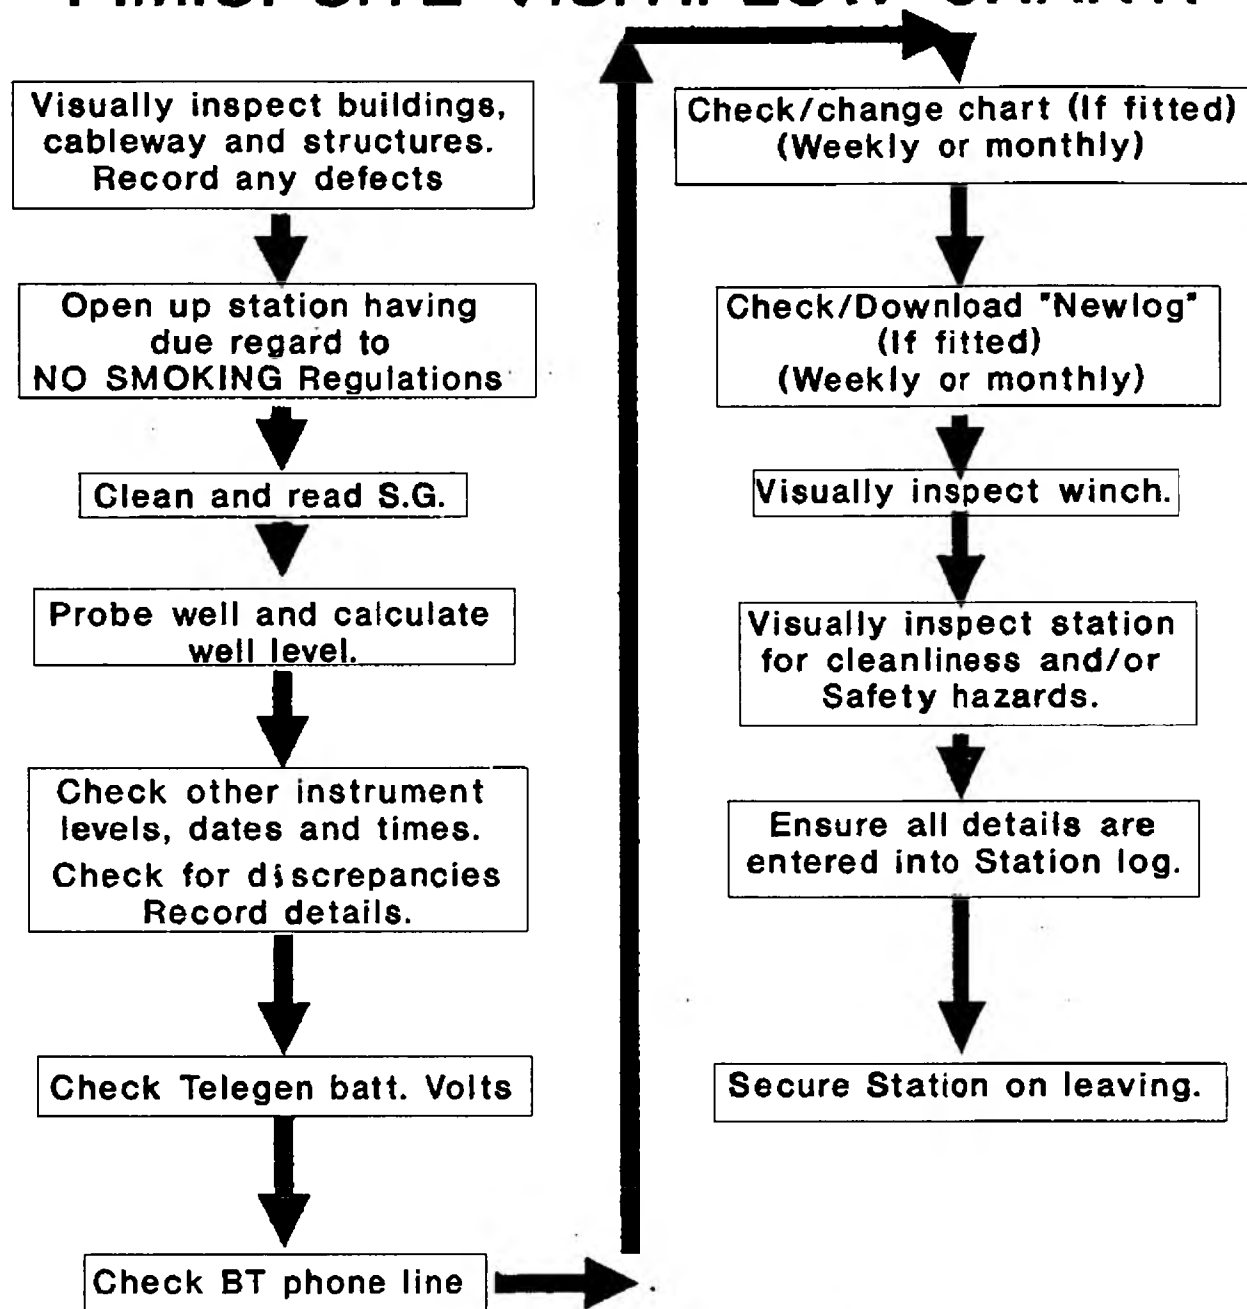 Visually inspect buildings,
cableway and structures.
Record any defects
Open up station having
due regard to
NO SMOKING Regulations
Clean and read S.G.
Probe well and calculate
well level.
Check other instrument
levels, dates and times.
Check for discrepancies
Record details.
Check Telegen batt. Volts
Check BT phone line
Check/change chart (If fitted)
(Weekly or monthly)
Check/Download "Newlog"
(If fitted)
(Weekly or monthly)
Visually inspect winch.
Visually inspect station
for cleanliness and/or
Safety hazards.
Ensure all details are
entered into Station log.
Secure Station on leaving.